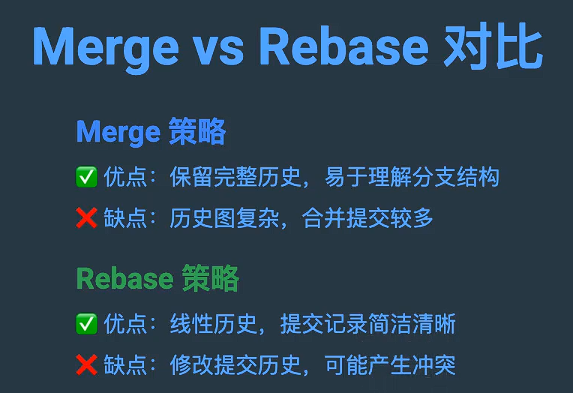 Merge vs Rebase 对比
Merge 策略
✅ 优点：保留完整历史，易于理解分支结构
❌ 缺点：历史图复杂，合并提交较多
Rebase 策略
✅ 优点：线性历史，提交记录简洁清晰
❌ 缺点：修改提交历史，可能产生冲突